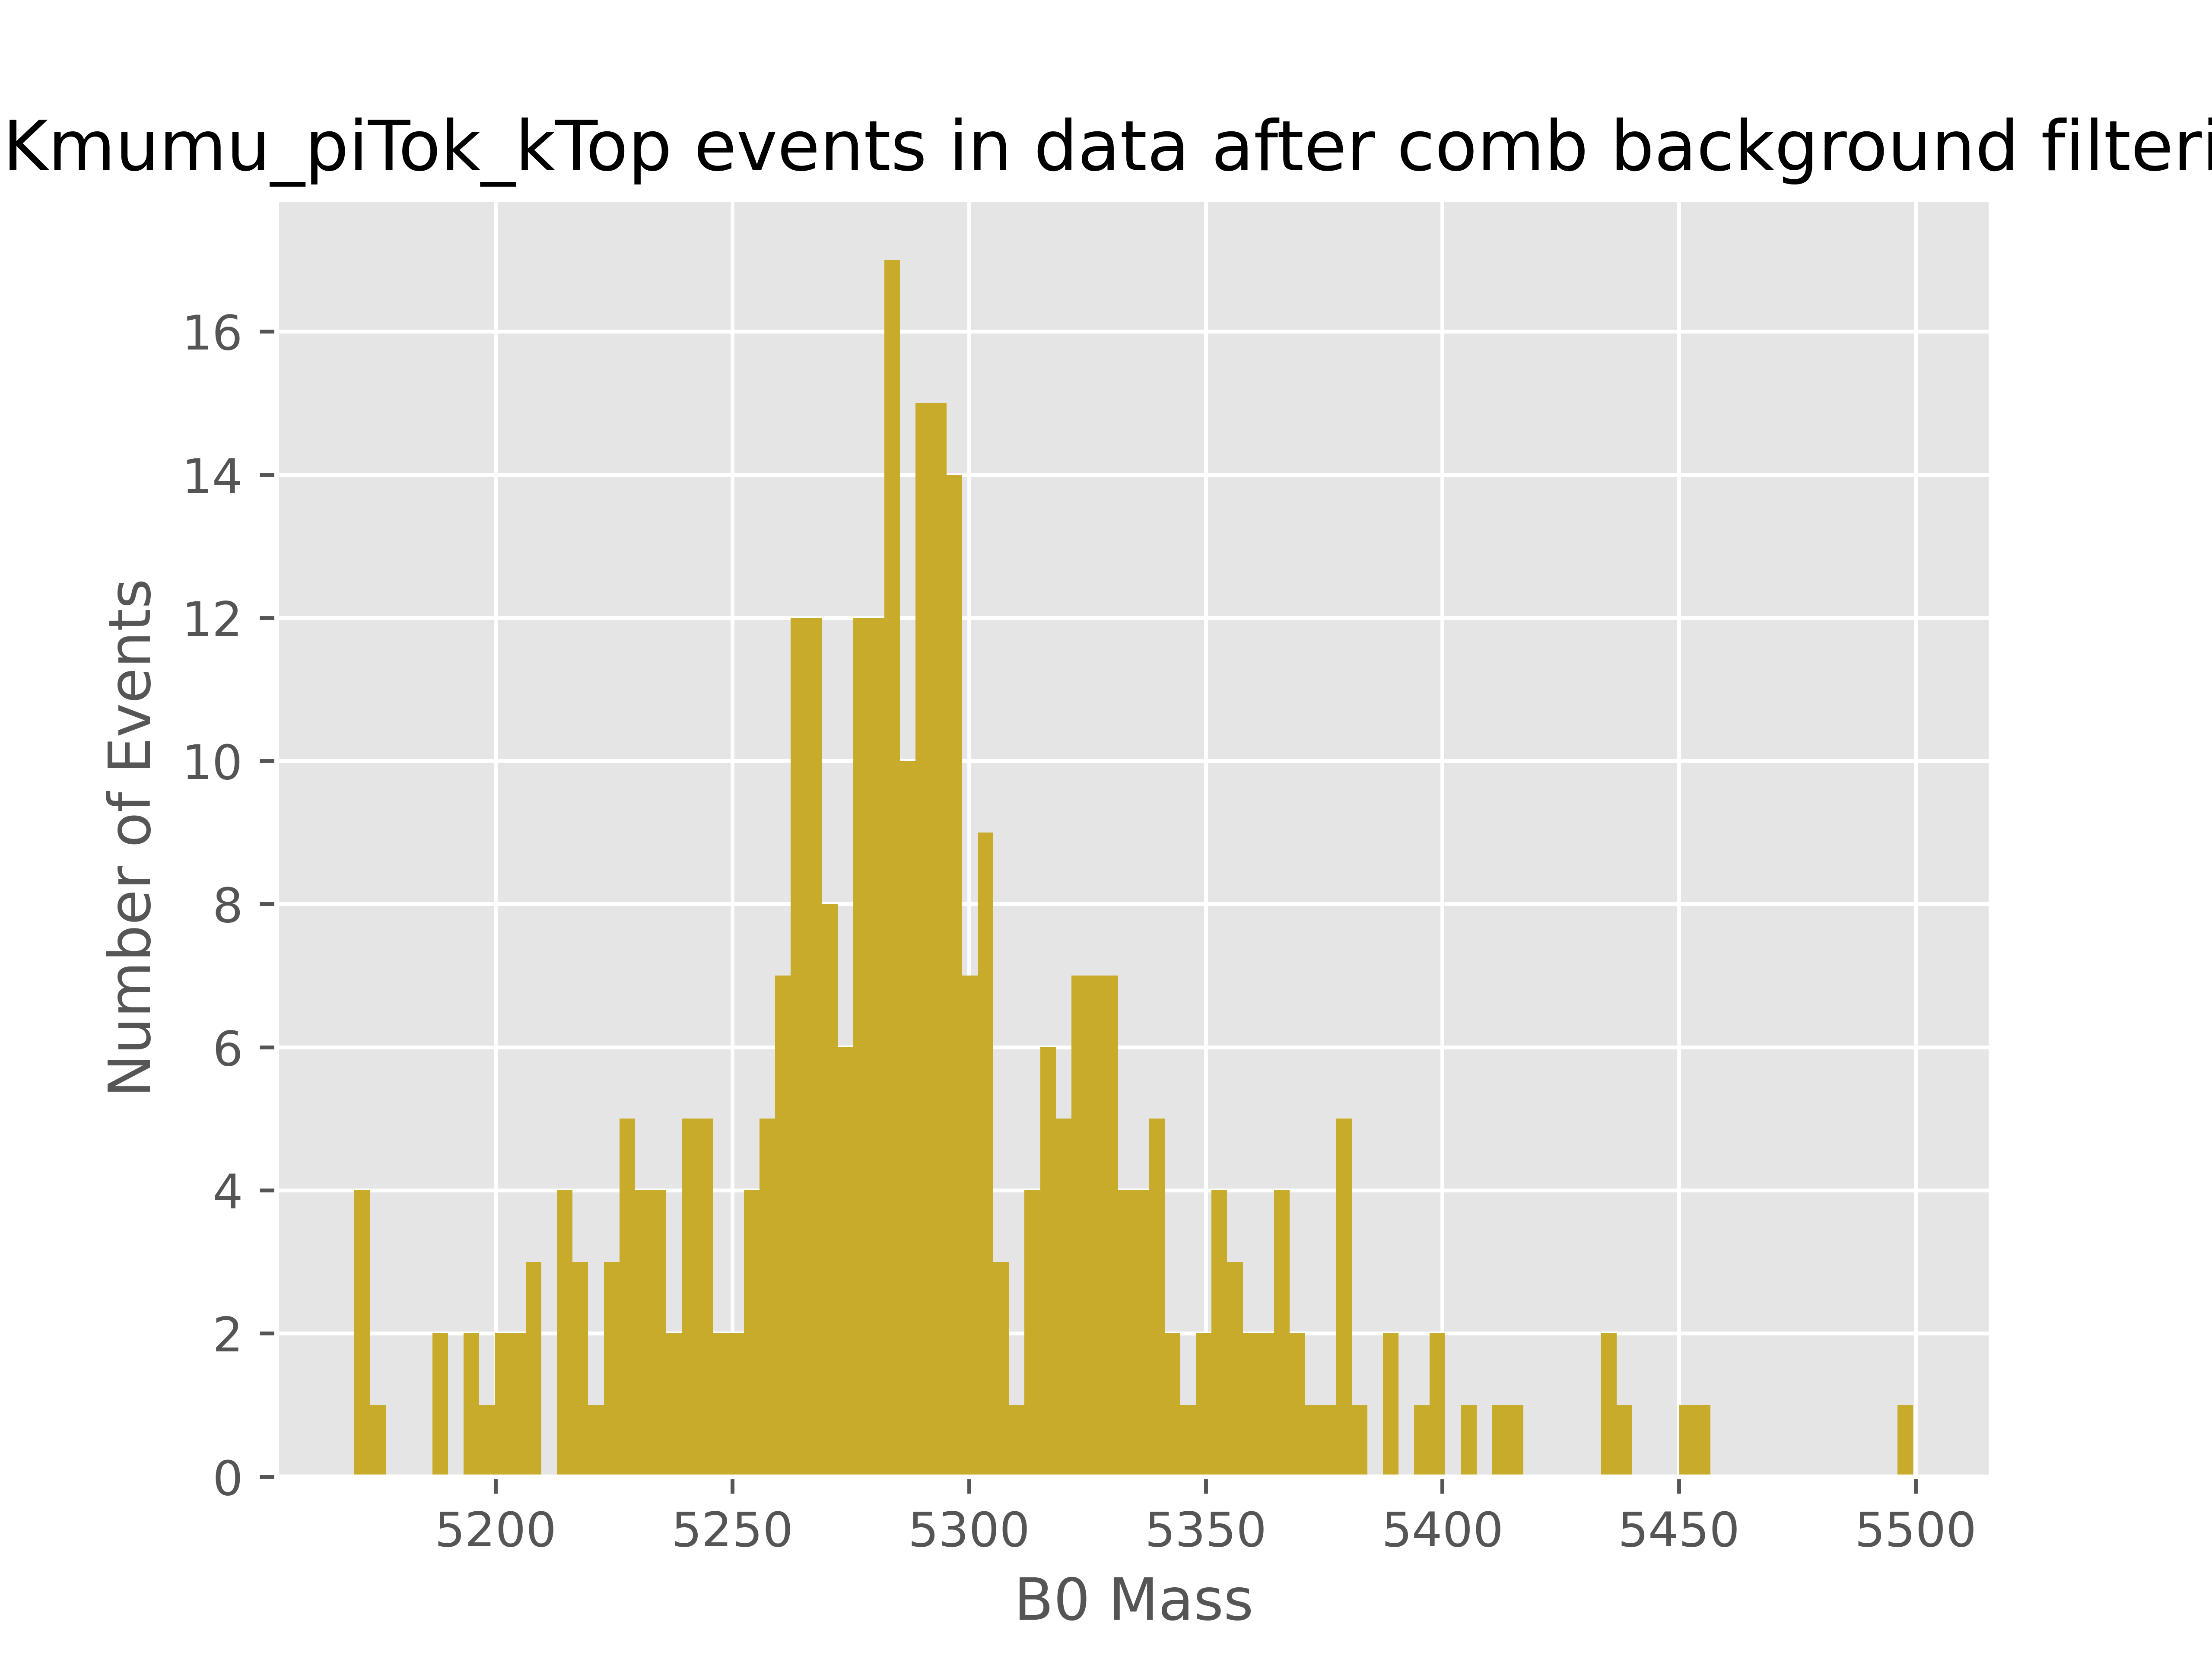 Kmumu_piTok_kTop events in data after comb background filteri
16
14
12
10
8
6
4
2
0
Number of Events
5200 5250 5300 5350 5400 5450 5500
B0 Mass